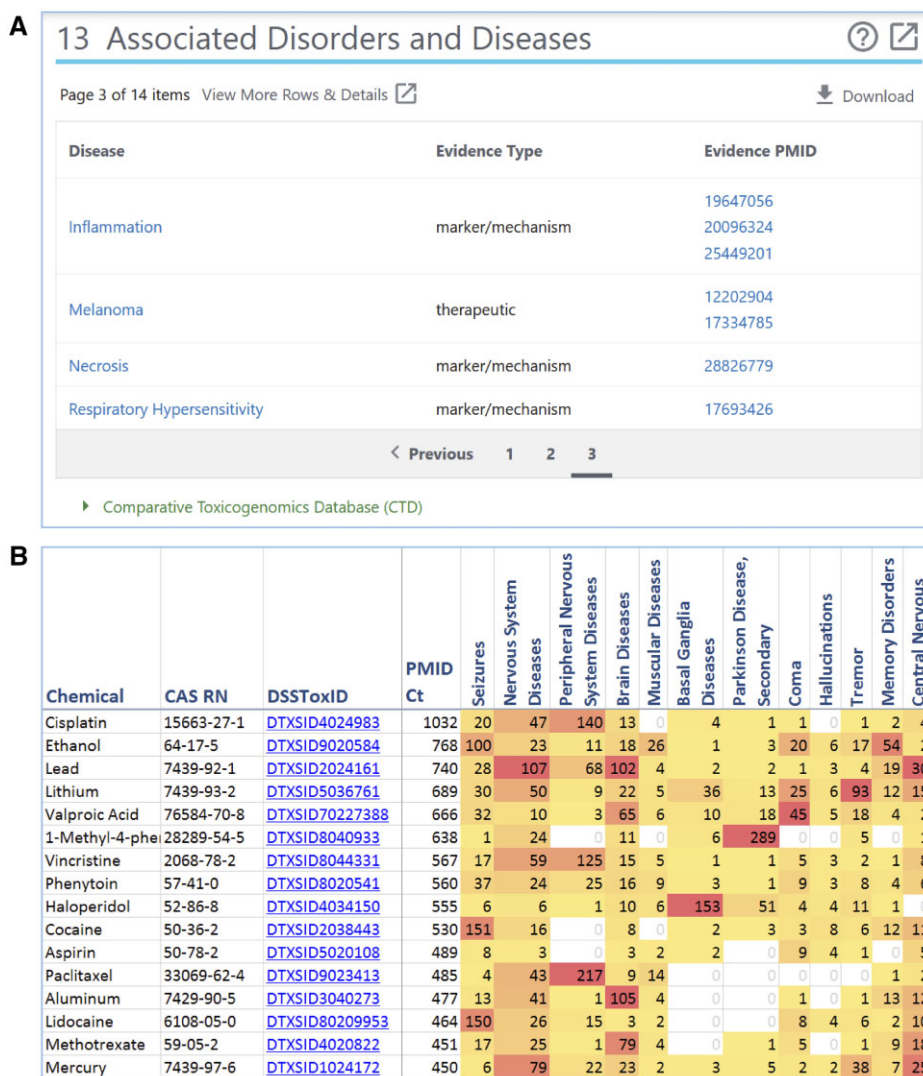 A
13 Associated Disorders and Diseases
Page 3 of 14 items View More Rows & Details Download
Disease Evidence Type Evidence PMID
Inflammation marker/mechanism 19647056
20096324
25449201
Melanoma therapeutic 12202904
17334785
Necrosis marker/mechanism 28826779
Respiratory Hypersensitivity marker/mechanism 17693426
< Previous 1 2 3
Comparative Toxicogenomics Database (CTD)
B
Chemical CAS RN DSSToxID PMID Ct Seizures Nervous System Diseases Peripheral Nervous System Diseases Brain Diseases Muscular Diseases Basal Ganglia Diseases Parkinson Disease, Secondary Coma Hallucinations Tremor Memory Disorders Central Nervous
Cisplatin 15663-27-1 DTXSID4024983 1032 20 47 140 13 0 4 1 1 0 1 2
Ethanol 64-17-5 DTXSID9020584 768 100 23 11 18 26 1 3 20 6 17 54
Lead 7439-92-1 DTXSID2024161 740 28 107 68 102 4 2 2 1 3 4 19 30
Lithium 7439-93-2 DTXSID5036761 689 30 50 9 22 5 36 13 25 6 93 12 15
Valproic Acid 76584-70-8 DTXSID70227388 666 32 10 3 65 6 10 18 45 5 18 4
1-Methyl-4-phe 28289-54-5 DTXSID8040933 638 1 24 0 11 0 6 289 0 0 5 0
Vincristine 2068-78-2 DTXSID8044331 567 17 59 125 15 5 1 1 5 3 2 1
Phenytoin 57-41-0 DTXSID8020541 560 37 24 25 16 9 3 1 9 3 8 4
Haloperidol 52-86-8 DTXSID4034150 555 6 6 1 10 6 153 51 4 4 11 1
Cocaine 50-36-2 DTXSID2038443 530 151 16 0 8 0 2 3 3 8 6 12 11
Aspirin 50-78-2 DTXSID5020108 489 8 3 0 3 2 2 0 9 4 1 0
Paclitaxel 33069-62-4 DTXSID9023413 485 4 43 217 9 14 0 0 0 0 0 1
Aluminum 7429-90-5 DTXSID3040273 477 13 41 1 105 4 0 0 1 0 1 13 12
Lidocaine 6108-05-0 DTXSID80209953 464 150 26 15 3 2 0 0 8 4 6 2 10
Methotrexate 59-05-2 DTXSID4020822 451 17 25 1 79 4 0 1 5 0 1 9 18
Mercury 7439-97-6 DTXSID1024172 450 6 79 22 23 2 3 5 2 2 38 7 25